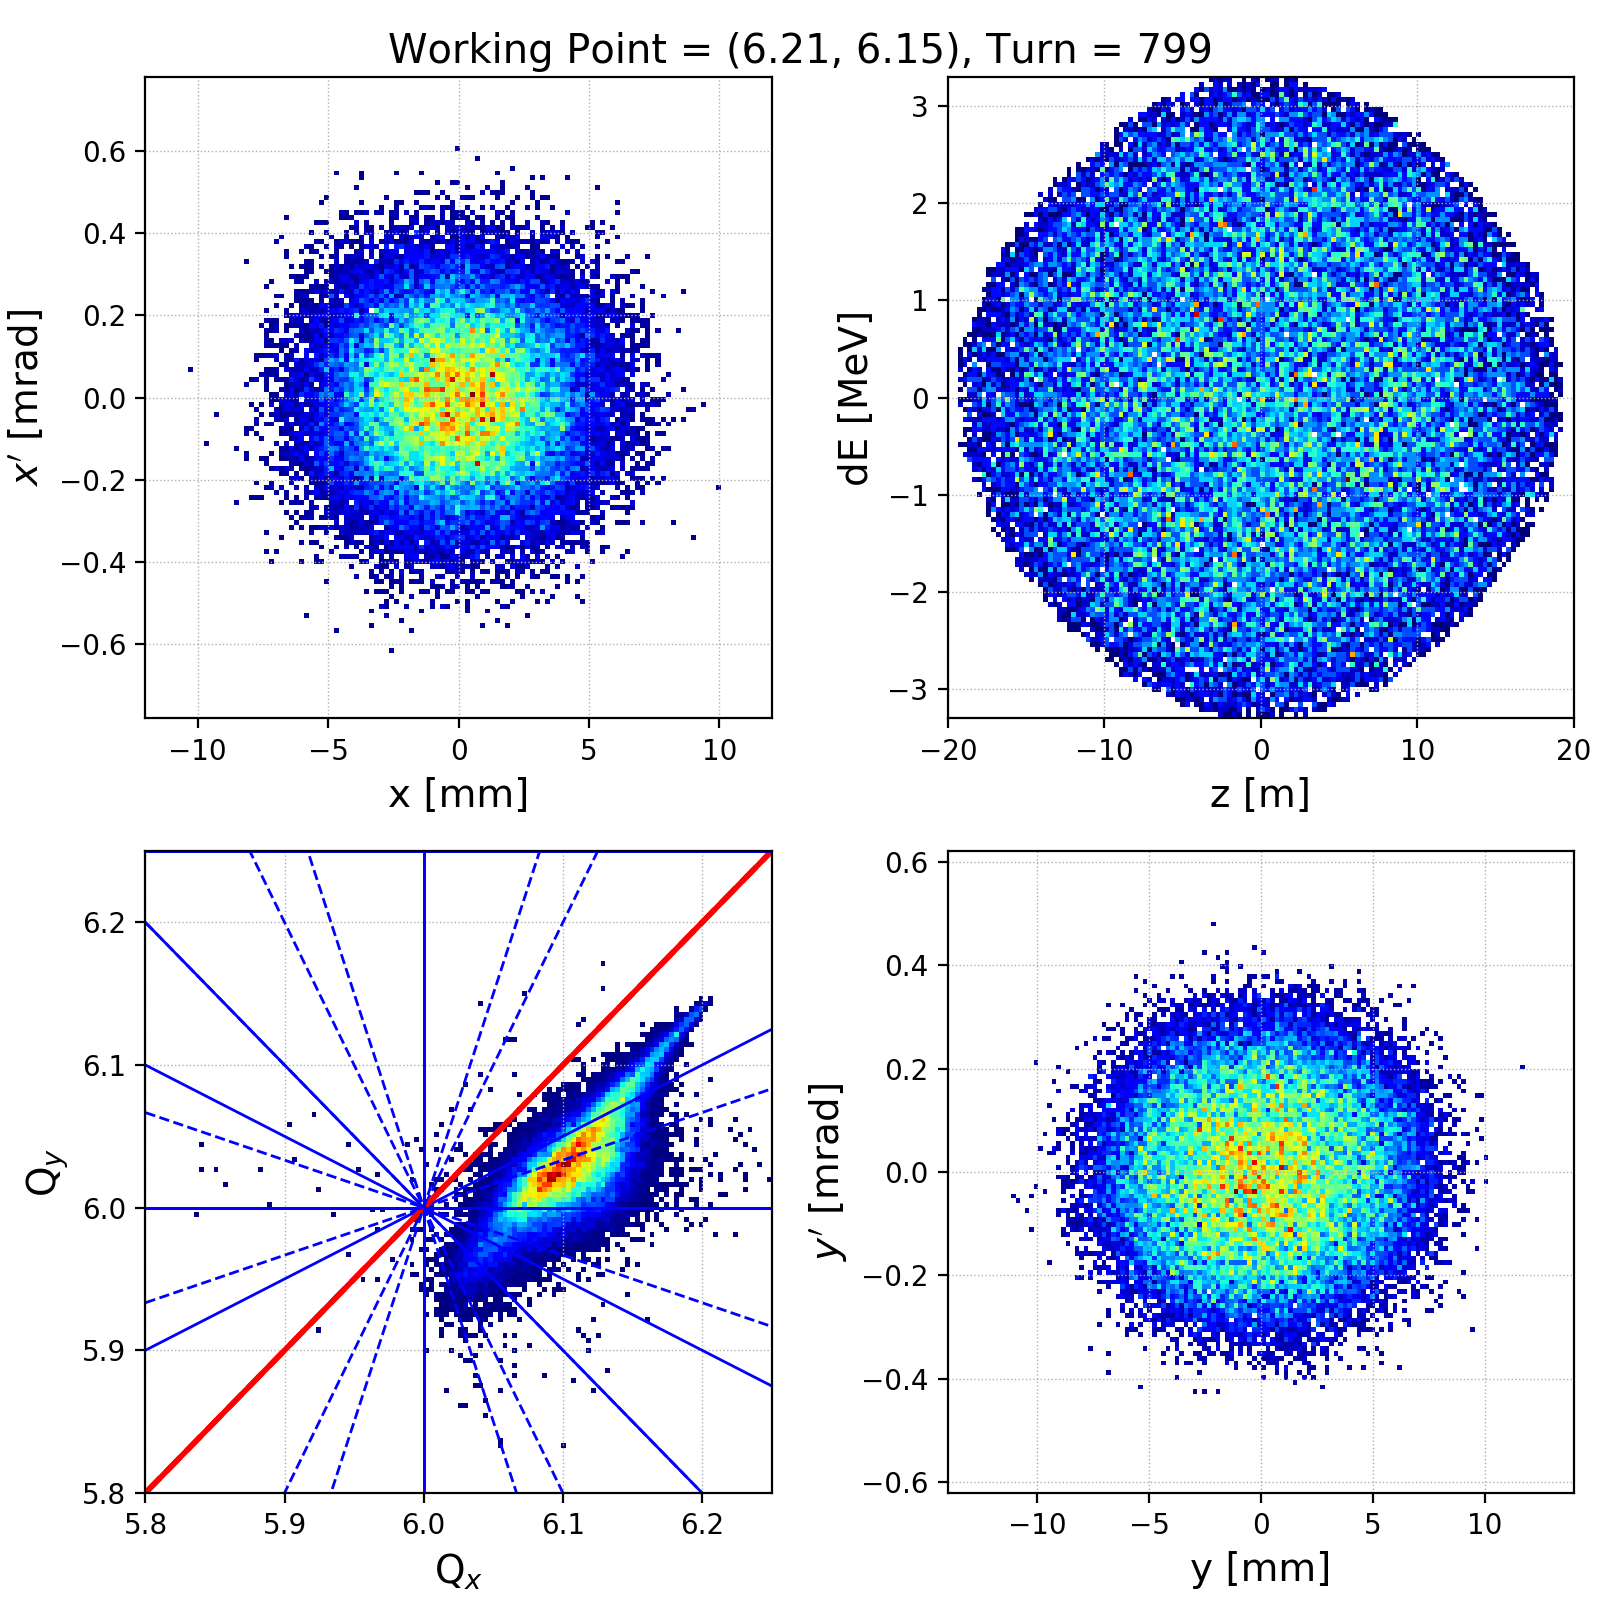 Working Point = (6.21, 6.15), Turn = 799
0.6
0.4
0.2
0.0
−0.2
−0.4
−0.6
x′ [mrad]
−10 −5 0 5 10
x [mm]
3
2
1
0
−1
−2
−3
dE [MeV]
−20 −10 0 10 20
z [m]
6.2
6.1
6.0
5.9
5.8
Qy
5.8 5.9 6.0 6.1 6.2
Qx
0.6
0.4
0.2
0.0
−0.2
−0.4
−0.6
y′ [mrad]
−10 −5 0 5 10
y [mm]